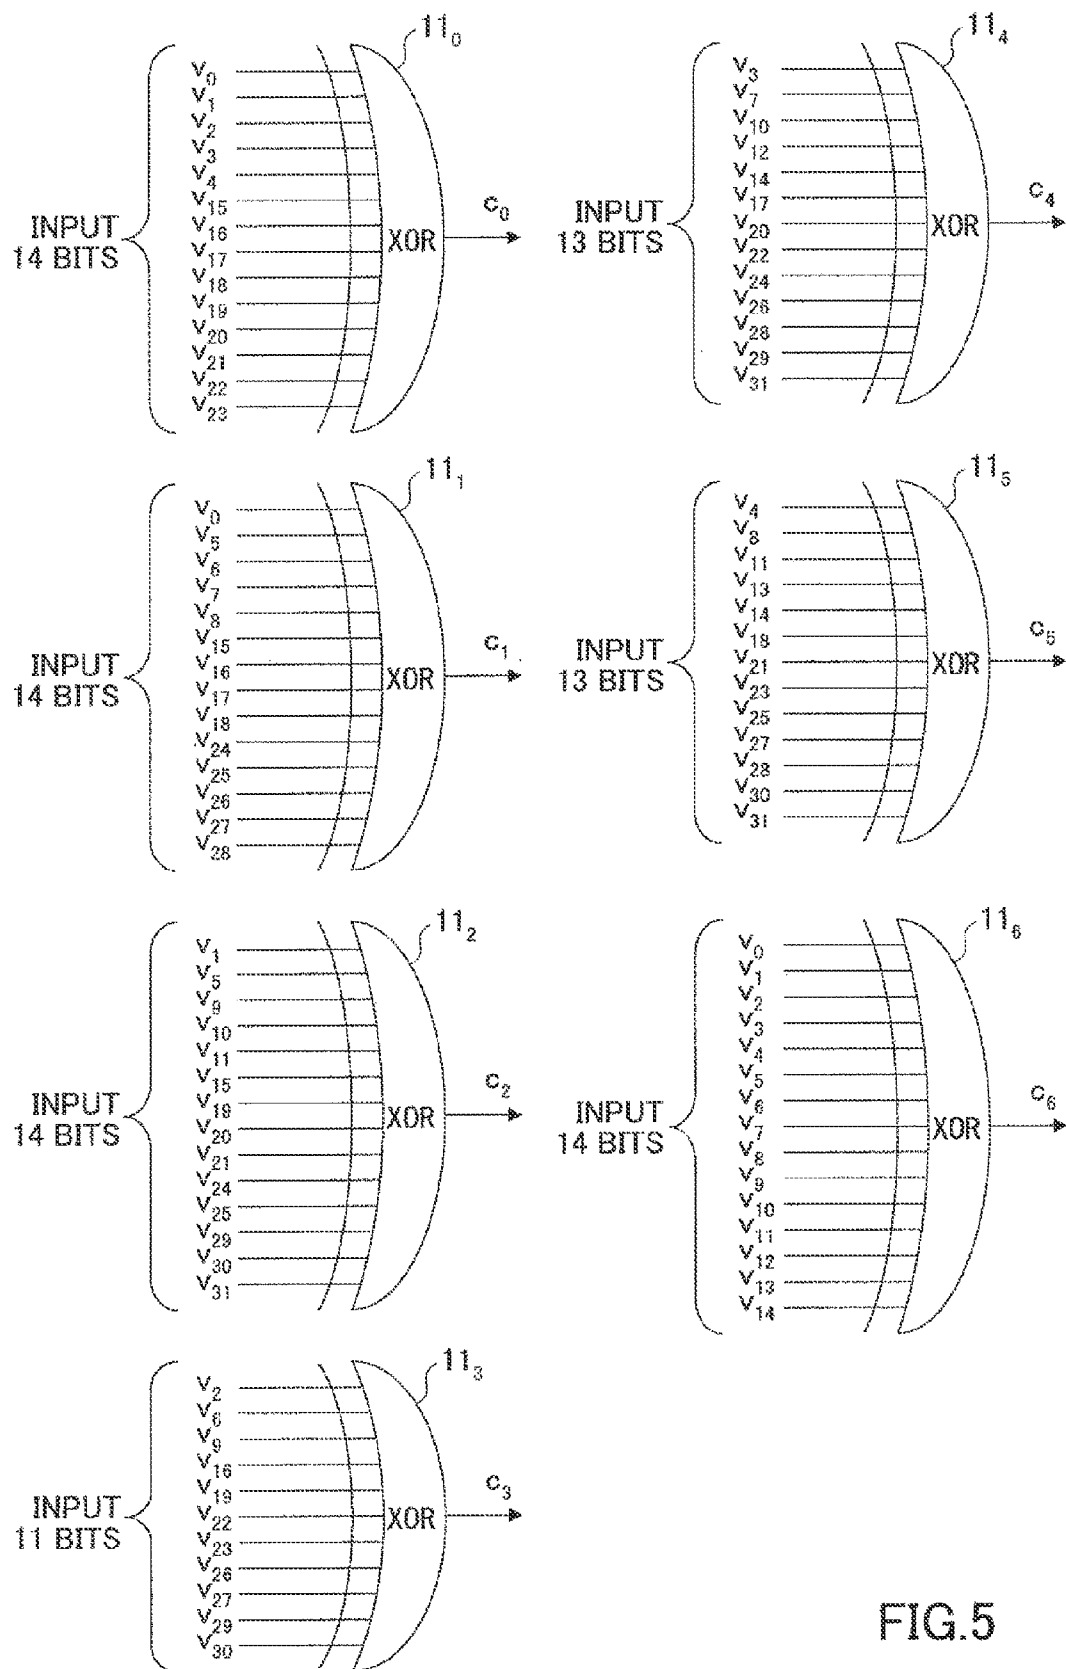 11₀
INPUT
14 BITS
V₀
V₁
V₂
V₃
V₄
V₁₅
V₁₆
V₁₇
V₁₈
V₁₉
V₂₀
V₂₁
V₂₂
V₂₃
XOR
C₀
11₄
INPUT
13 BITS
V₃
V₇
V₁₀
V₁₂
V₁₄
V₁₇
V₂₀
V₂₂
V₂₄
V₂₆
V₂₈
V₂₉
V₃₁
XOR
C₄
11₁
INPUT
14 BITS
V₀
V₅
V₆
V₇
V₈
V₁₅
V₁₆
V₁₇
V₁₈
V₂₄
V₂₅
V₂₆
V₂₇
V₂₈
XOR
C₁
11₅
INPUT
13 BITS
V₄
V₈
V₁₁
V₁₃
V₁₄
V₁₈
V₂₁
V₂₃
V₂₅
V₂₇
V₂₈
V₃₀
V₃₁
XOR
C₅
11₂
INPUT
14 BITS
V₁
V₅
V₉
V₁₀
V₁₁
V₁₅
V₁₉
V₂₀
V₂₁
V₂₄
V₂₅
V₂₉
V₃₀
V₃₁
XOR
C₂
11₆
INPUT
14 BITS
V₀
V₁
V₂
V₃
V₄
V₅
V₆
V₇
V₈
V₉
V₁₀
V₁₁
V₁₂
V₁₃
V₁₄
XOR
C₆
11₃
INPUT
11 BITS
V₂
V₆
V₉
V₁₆
V₁₉
V₂₂
V₂₃
V₂₆
V₂₇
V₂₉
V₃₀
XOR
C₃
FIG.5